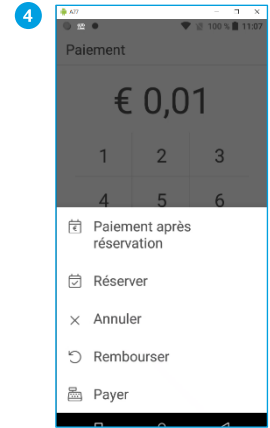 4
A77
100 % 11:07
Paiement
€ 0,01
1 2 3
4 5 6
Paiement après
réservation
Réserver
Annuler
Rembourser
Payer